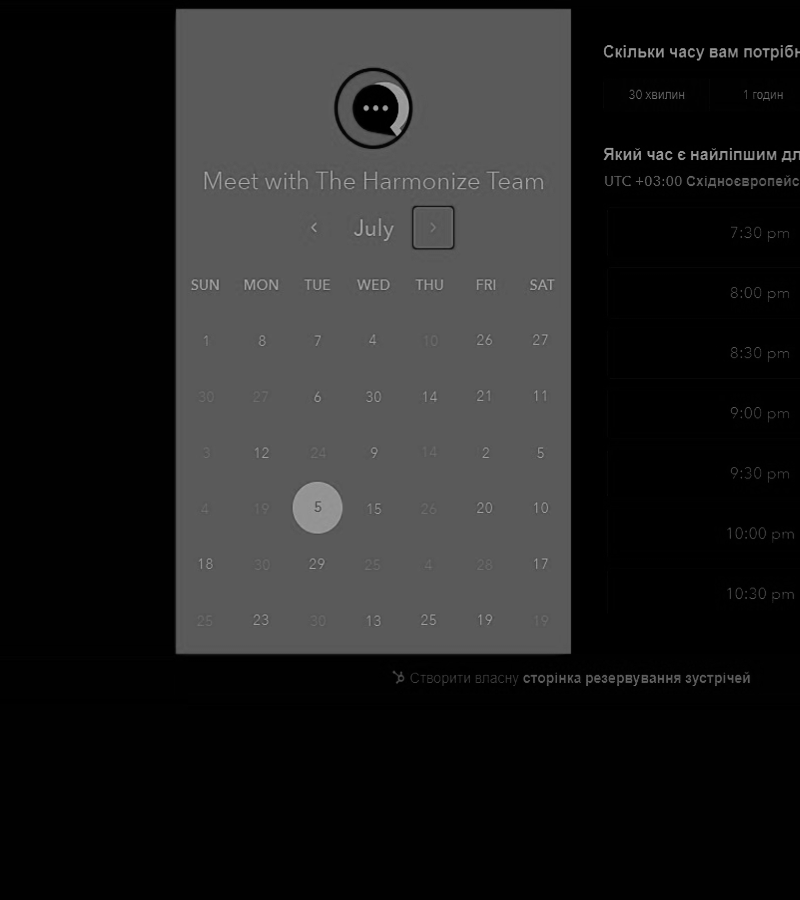 Meet with The Harmonize Team
July
SUN MON TUE WED THU FRI SAT
1 8 7 4 10 26 27
30 27 6 30 14 21 11
3 12 24 9 14 2 5
4 19 5 15 26 20 10
18 30 29 25 4 28 17
25 23 30 13 25 19 19
Скільки часу вам потрібн
30 хвилин 1 годин
Який час є найліпшим дл
UTC +03:00 Східноєвропейс
7:30 pm
8:00 pm
8:30 pm
9:00 pm
9:30 pm
10:00 pm
10:30 pm
Створити власну сторінка резервування зустрічей